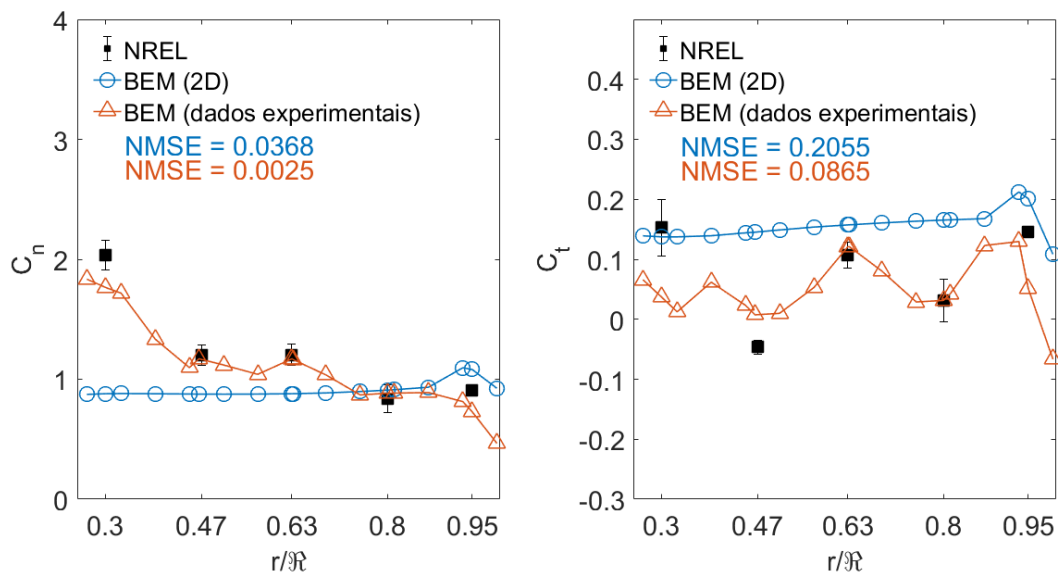 4
3
2
1
0
C_n
NREL
BEM (2D)
BEM (dados experimentais)
NMSE = 0.0368
NMSE = 0.0025
0.3 0.47 0.63 0.8 0.95
r/ℜ
0.4
0.3
0.2
0.1
0
-0.1
-0.2
-0.3
C_t
NREL
BEM (2D)
BEM (dados experimentais)
NMSE = 0.2055
NMSE = 0.0865
0.3 0.47 0.63 0.8 0.95
r/ℜ